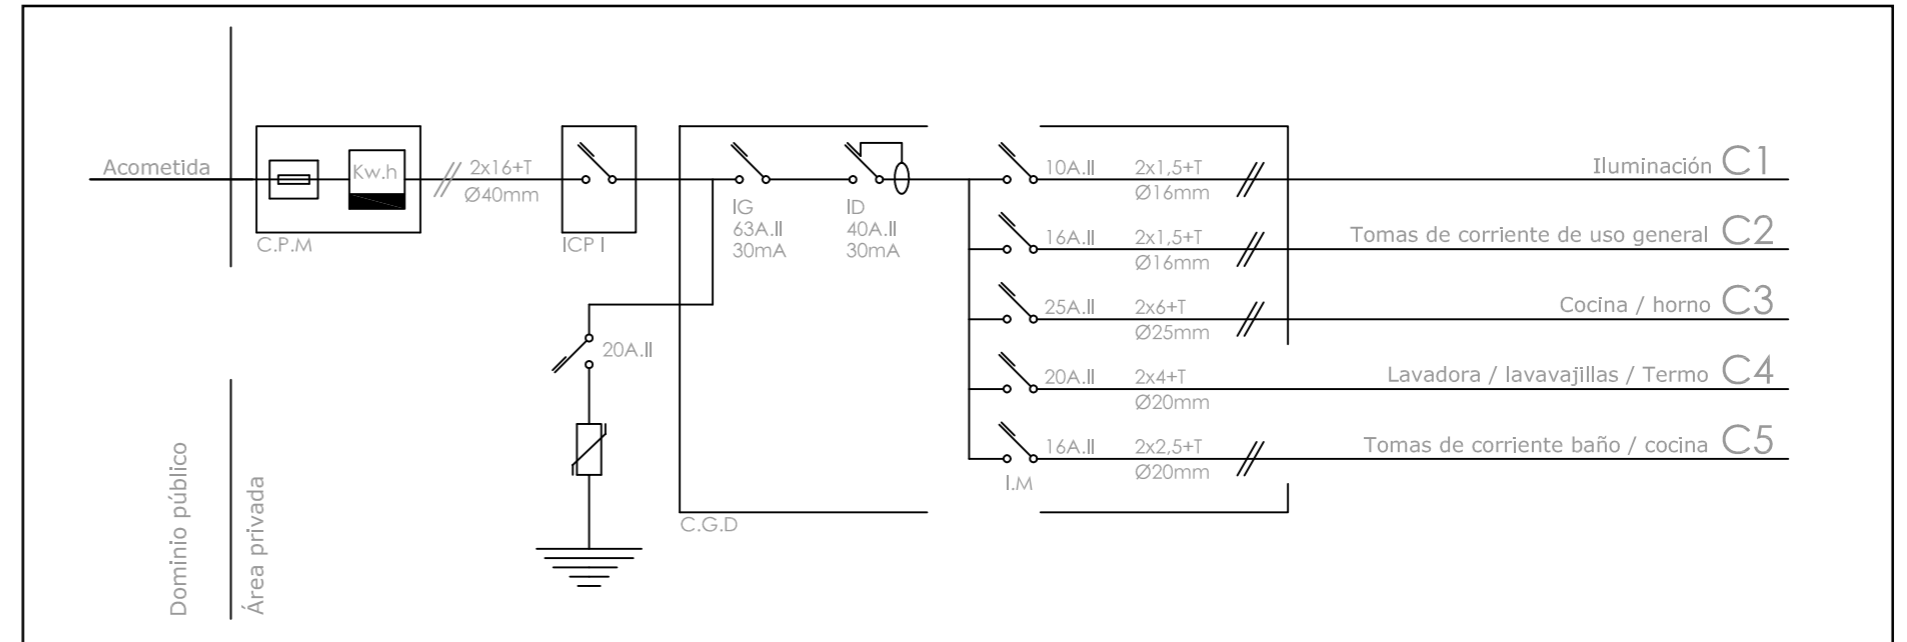 Acometida
Kw.h
C.P.M
2x16+T
Ø40mm
ICP I
IG
63A.II
30mA
ID
40A.II
30mA
20A.II
10A.II
2x1,5+T
Ø16mm
Iluminación C1
16A.II
2x1,5+T
Ø16mm
Tomas de corriente de uso general C2
25A.II
2x6+T
Ø25mm
Cocina / horno C3
20A.II
2x4+T
Ø20mm
Lavadora / lavavajillas / Termo C4
16A.II
2x2,5+T
Ø20mm
Tomas de corriente baño / cocina C5
I.M
C.G.D
Dominio público
Área privada